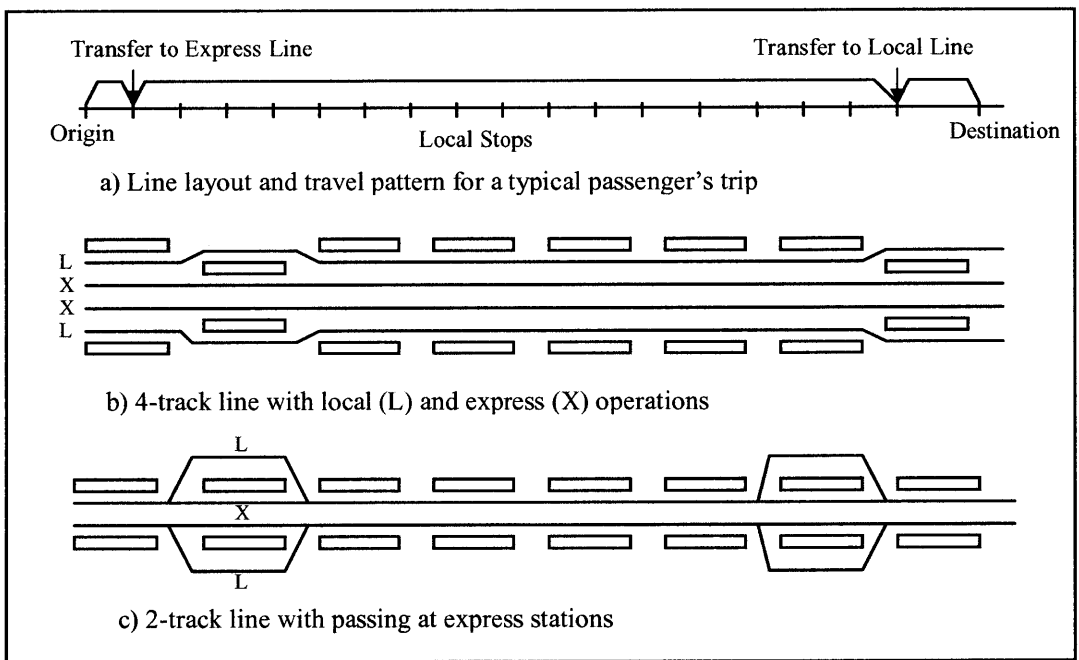 Transfer to Express Line
Transfer to Local Line
Origin
Local Stops
Destination
a) Line layout and travel pattern for a typical passenger's trip
L
X
X
L
b) 4-track line with local (L) and express (X) operations
L
X
L
c) 2-track line with passing at express stations